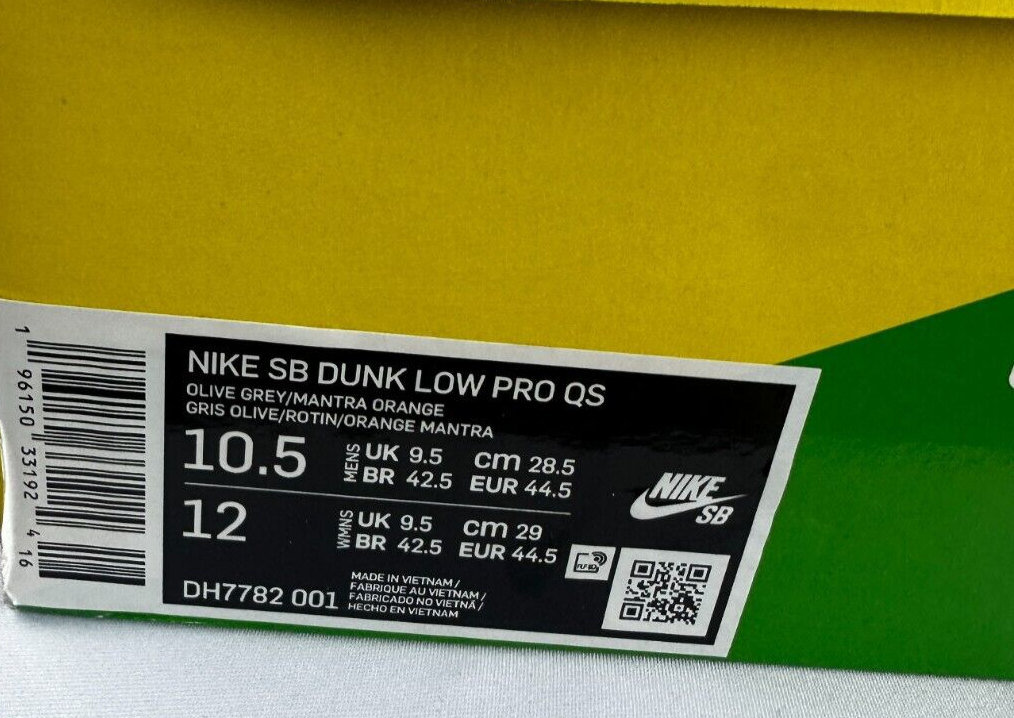 1 96150 33192 4 16
NIKE SB DUNK LOW PRO QS
OLIVE GREY/MANTRA ORANGE
GRIS OLIVE/ROTIN/ORANGE MANTRA
10.5 MENS UK 9.5 cm 28.5
BR 42.5 EUR 44.5
12 WMNS UK 9.5 cm 29
BR 42.5 EUR 44.5
NIKE
SB
DH7782 001
MADE IN VIETNAM /
FABRIQUE AU VIETNAM /
FABRICADO NO VIETNÃ /
HECHO EN VIETNAM